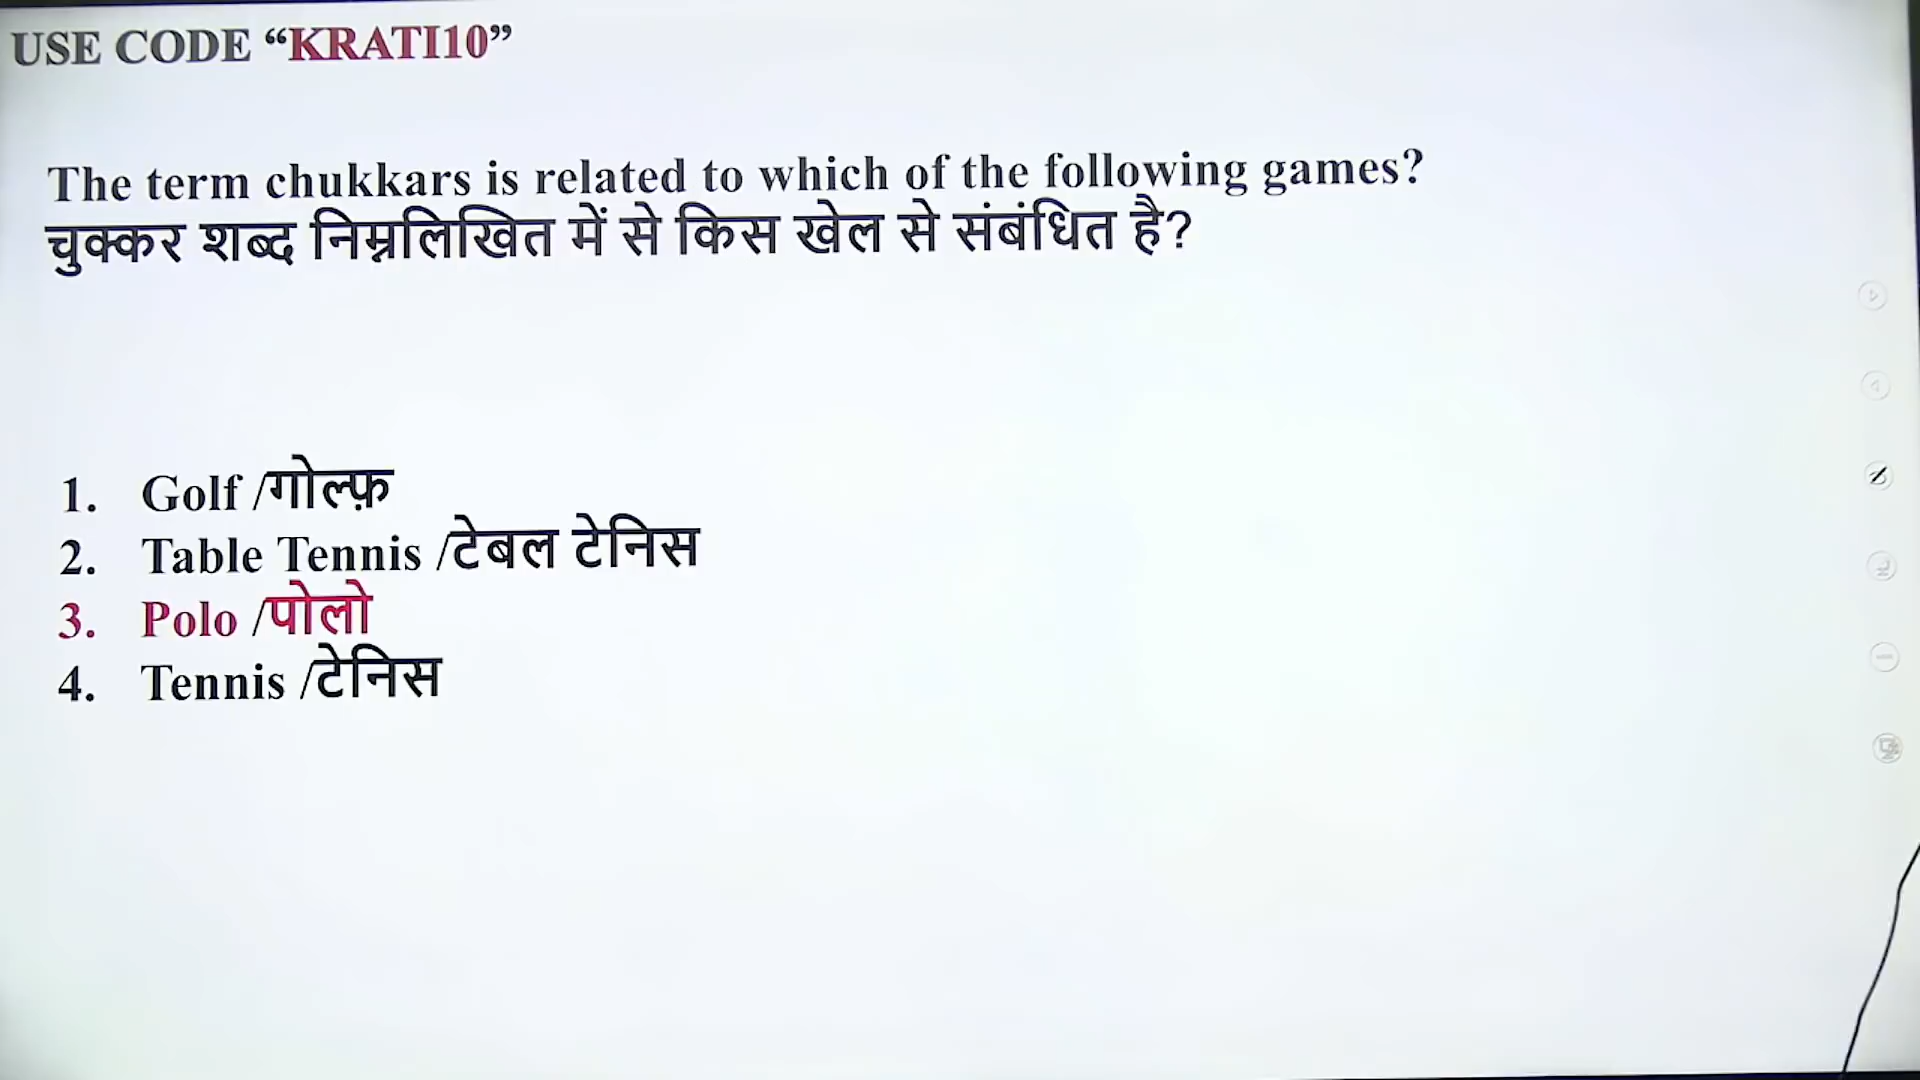 USE CODE “KRATI10”
The term chukkars is related to which of the following games?
चुक्कर शब्द निम्नलिखित में से किस खेल से संबंधित है?
1. Golf /गोल्फ़
2. Table Tennis /टेबल टेनिस
3. Polo /पोलो
4. Tennis /टेनिस